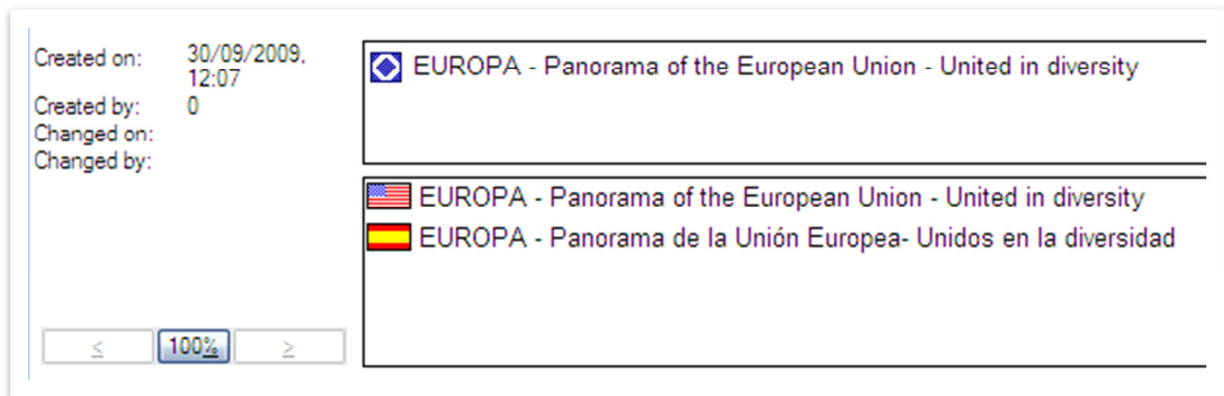 Created on: 30/09/2009,
12:07
Created by: 0
Changed on:
Changed by:
< 100% >
EUROPA - Panorama of the European Union - United in diversity
EUROPA - Panorama of the European Union - United in diversity
EUROPA - Panorama de la Unión Europea- Unidos en la diversidad